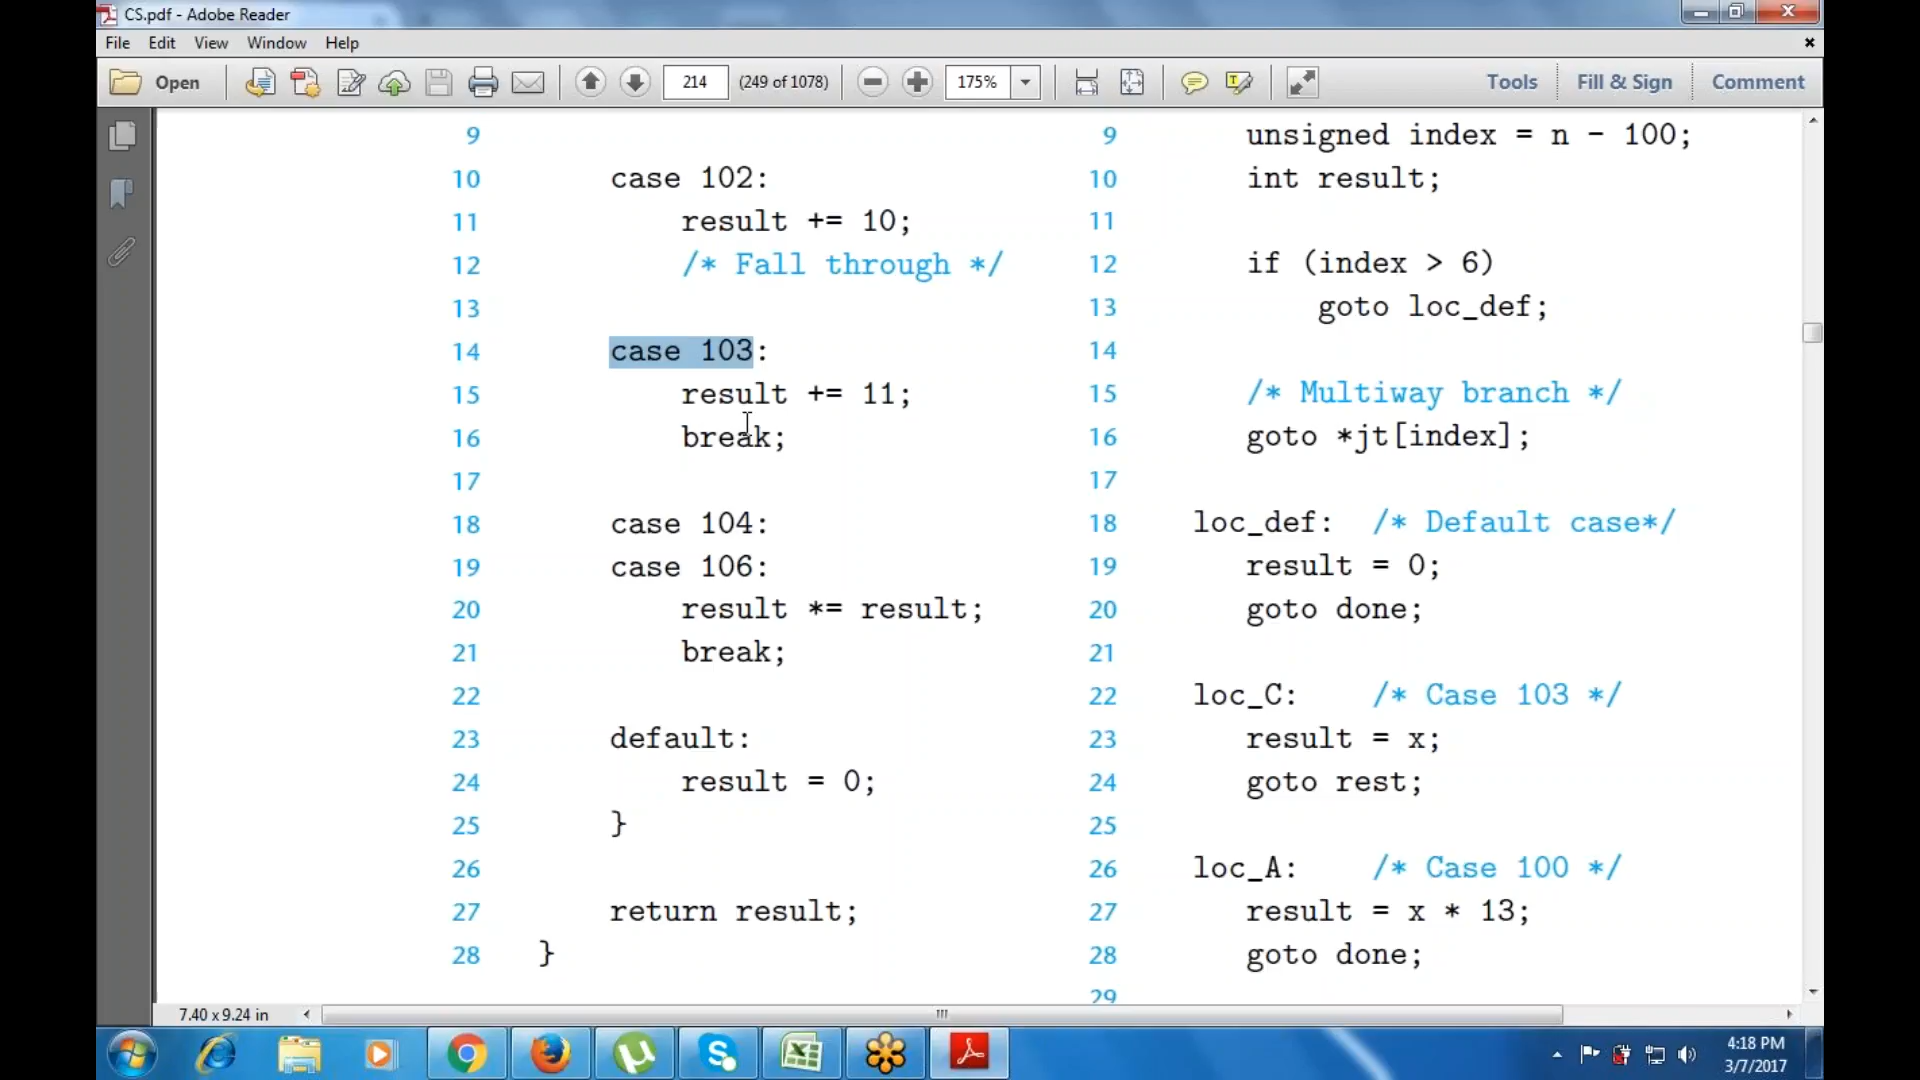 CS.pdf - Adobe Reader
File Edit View Window Help
Open 214 (249 of 1078) 175% Tools Fill & Sign Comment
9
10 case 102:
11 result += 10;
12 /* Fall through */
13
14 case 103:
15 result += 11;
16 break;
17
18 case 104:
19 case 106:
20 result *= result;
21 break;
22
23 default:
24 result = 0;
25 }
26
27 return result;
28 }
9 unsigned index = n - 100;
10 int result;
11
12 if (index > 6)
13 goto loc_def;
14
15 /* Multiway branch */
16 goto *jt[index];
17
18 loc_def: /* Default case*/
19 result = 0;
20 goto done;
21
22 loc_C: /* Case 103 */
23 result = x;
24 goto rest;
25
26 loc_A: /* Case 100 */
27 result = x * 13;
28 goto done;
29
7.40 x 9.24 in
4:18 PM
3/7/2017